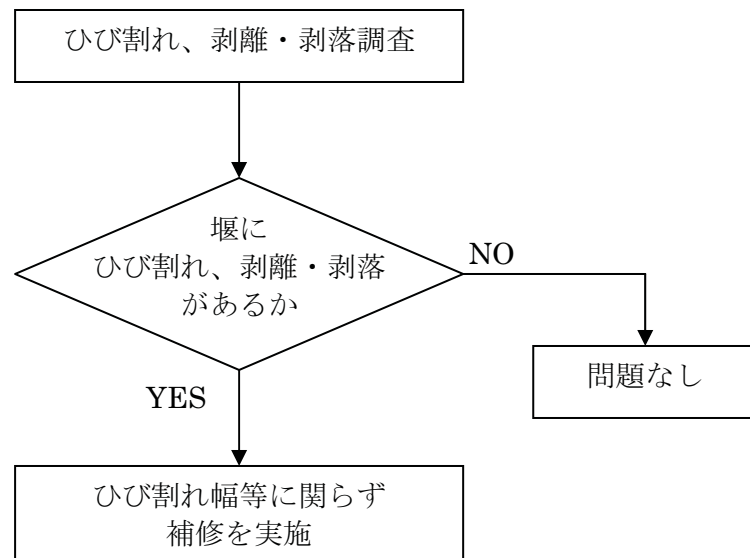 ひび割れ、剥離・剥落調査
堰に
ひび割れ、剥離・剥落
があるか
NO
問題なし
YES
ひび割れ幅等に関らず
補修を実施